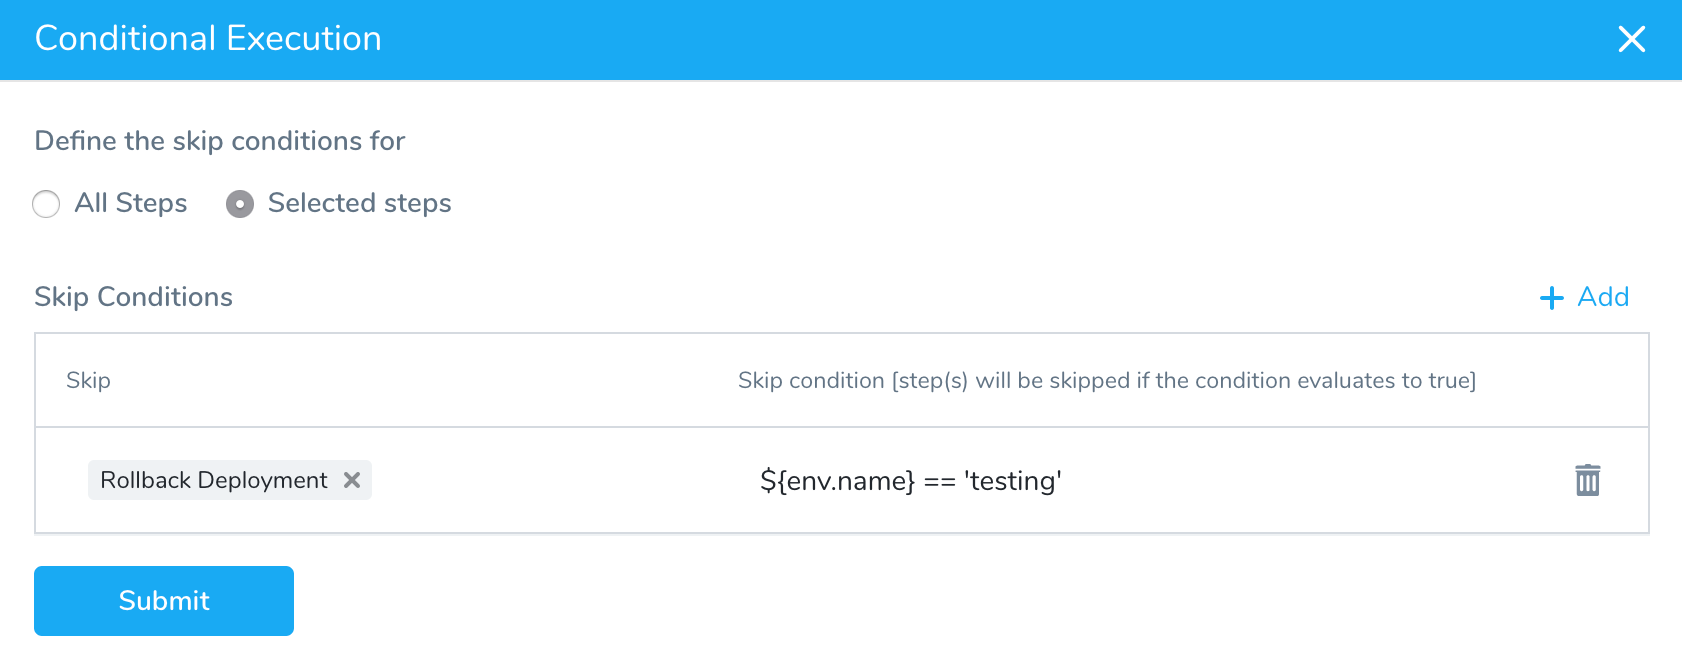 Conditional Execution
Define the skip conditions for
All Steps Selected steps
Skip Conditions Add
Skip Skip condition [step(s) will be skipped if the condition evaluates to true]
Rollback Deployment ${env.name} == 'testing'
Submit